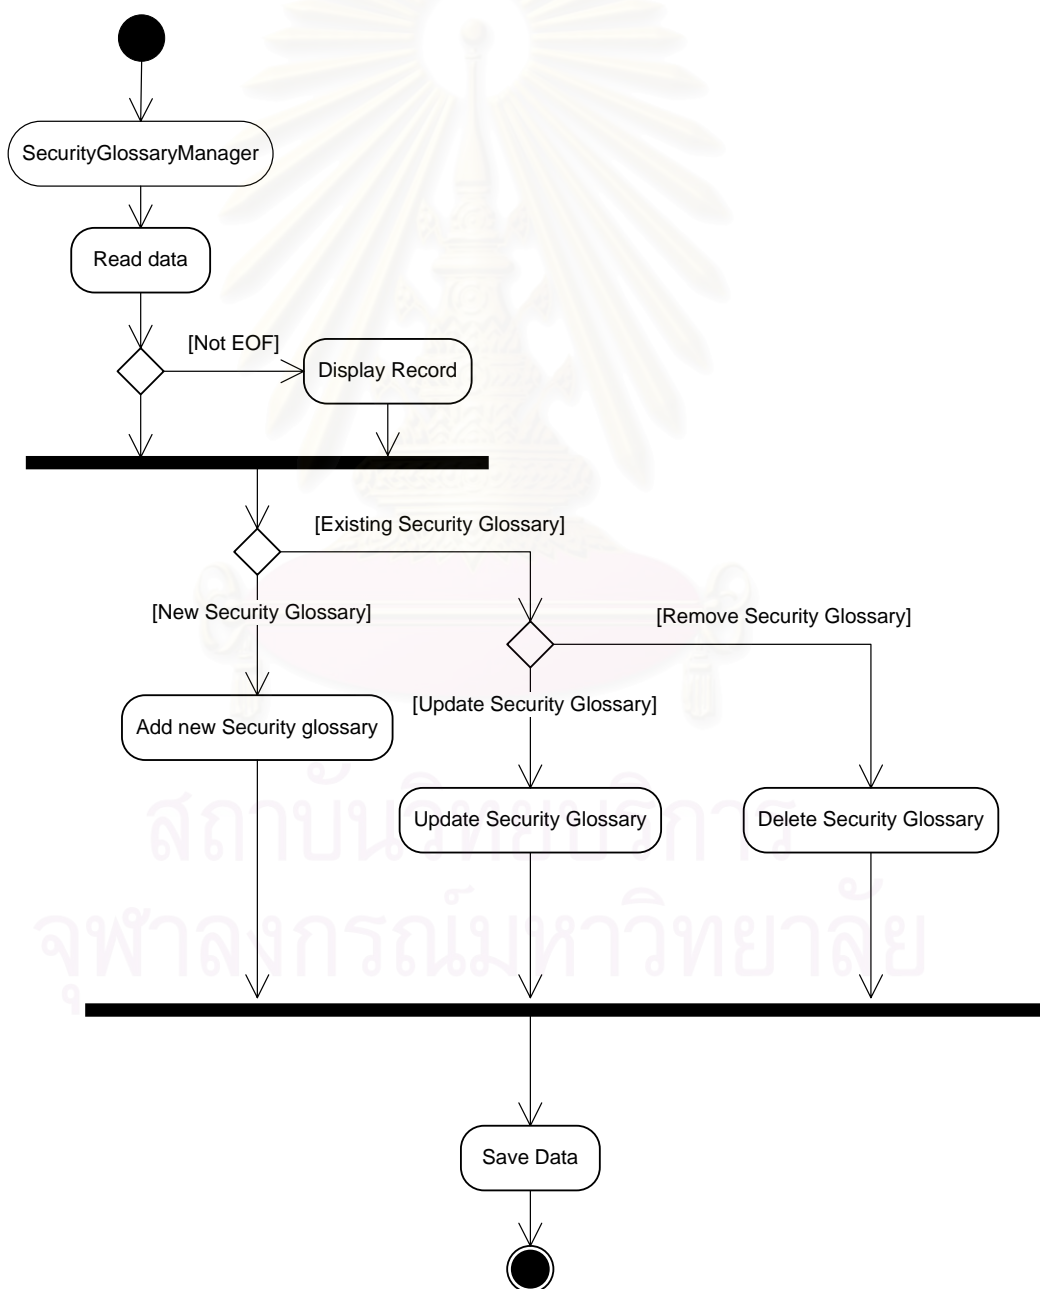 SecurityGlossaryManager
Read data
[Not EOF]
Display Record
[Existing Security Glossary]
[New Security Glossary]
[Remove Security Glossary]
[Update Security Glossary]
Add new Security glossary
Update Security Glossary
Delete Security Glossary
สถาบันวิทยบริการ
จุฬาลงกรณ์มหาวิทยาลัย
Save Data